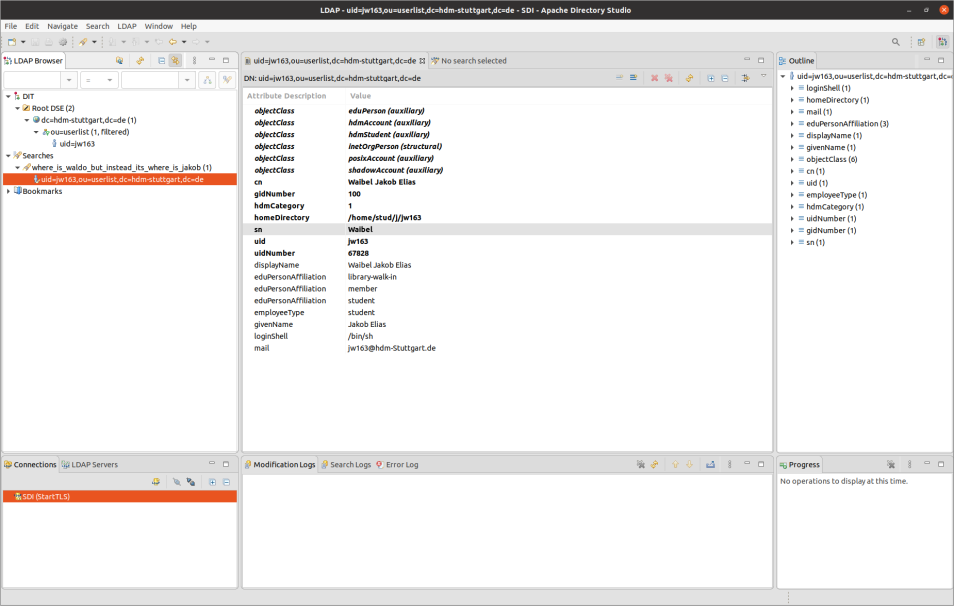 LDAP - uid=jw163,ou=userlist,dc=hdm-stuttgart,dc=de - SDI - Apache Directory Studio
File Edit Navigate Search LDAP Window Help
LDAP Browser
DIT
Root DSE (2)
dc=hdm-stuttgart,dc=de (1)
ou=userlist (1, filtered)
uid=jw163
Searches
where_is_waldo_but_instead_its_where_is_jakob (1)
uid=jw163,ou=userlist,dc=hdm-stuttgart,dc=de
Bookmarks
uid=jw163,ou=userlist,dc=hdm-stuttgart,dc=de No search selected
DN: uid=jw163,ou=userlist,dc=hdm-stuttgart,dc=de
Attribute Description Value
objectClass eduPerson (auxiliary)
objectClass hdmAccount (auxiliary)
objectClass hdmStudent (auxiliary)
objectClass inetOrgPerson (structural)
objectClass posixAccount (auxiliary)
objectClass shadowAccount (auxiliary)
cn Waibel Jakob Elias
gidNumber 100
hdmCategory 1
homeDirectory /home/stud/j/jw163
sn Waibel
uid jw163
uidNumber 67828
displayName Waibel Jakob Elias
eduPersonAffiliation library-walk-in
eduPersonAffiliation member
eduPersonAffiliation student
employeeType student
givenName Jakob Elias
loginShell /bin/sh
mail jw163@hdm-Stuttgart.de
Outline
uid=jw163,ou=userlist,dc=hdm-stuttgart,dc=
loginShell (1)
homeDirectory (1)
mail (1)
eduPersonAffiliation (3)
displayName (1)
givenName (1)
objectClass (6)
cn (1)
uid (1)
employeeType (1)
hdmCategory (1)
uidNumber (1)
gidNumber (1)
sn (1)
Connections LDAP Servers
SDI (StartTLS)
Modification Logs Search Logs Error Log
Progress
No operations to display at this time.